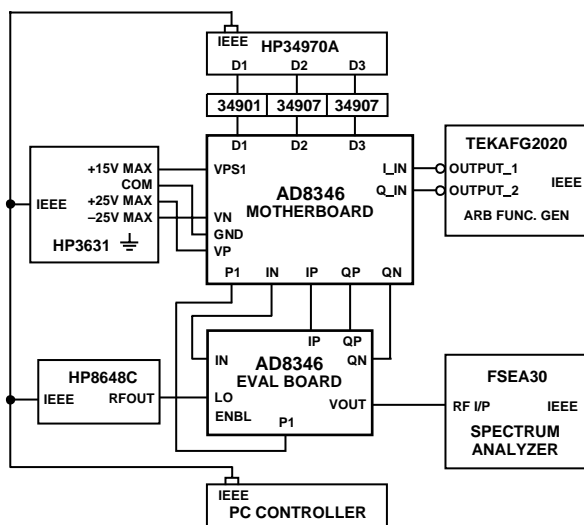 IEEE
HP34970A
D1 D2 D3
34901 34907 34907
D1 D2 D3
+15V MAX
COM
+25V MAX
–25V MAX
IEEE
HP3631
VPS1
VN
GND
VP
AD8346
MOTHERBOARD
I_IN
Q_IN
P1 IN IP QP QN
TEKAFG2020
OUTPUT_1
IEEE
OUTPUT_2
ARB FUNC. GEN
IP QP
IN
QN
AD8346
EVAL BOARD
LO
ENBL
P1
VOUT
HP8648C
IEEE RFOUT
FSEA30
RF I/P IEEE
SPECTRUM
ANALYZER
IEEE
PC CONTROLLER